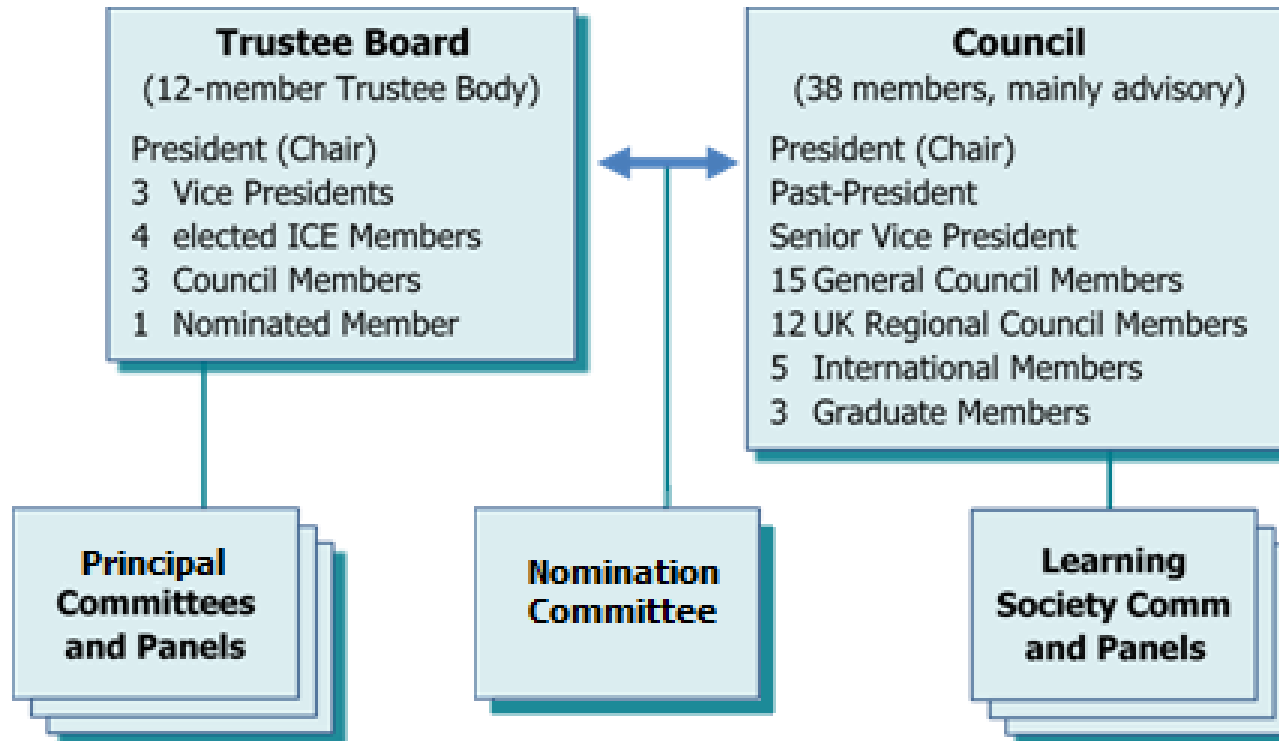 Trustee Board
(12-member Trustee Body)
President (Chair)
3 Vice Presidents
4 elected ICE Members
3 Council Members
1 Nominated Member
Council
(38 members, mainly advisory)
President (Chair)
Past-President
Senior Vice President
15 General Council Members
12 UK Regional Council Members
5 International Members
3 Graduate Members
Principal
Committees
and Panels
Nomination
Committee
Learning
Society Comm
and Panels